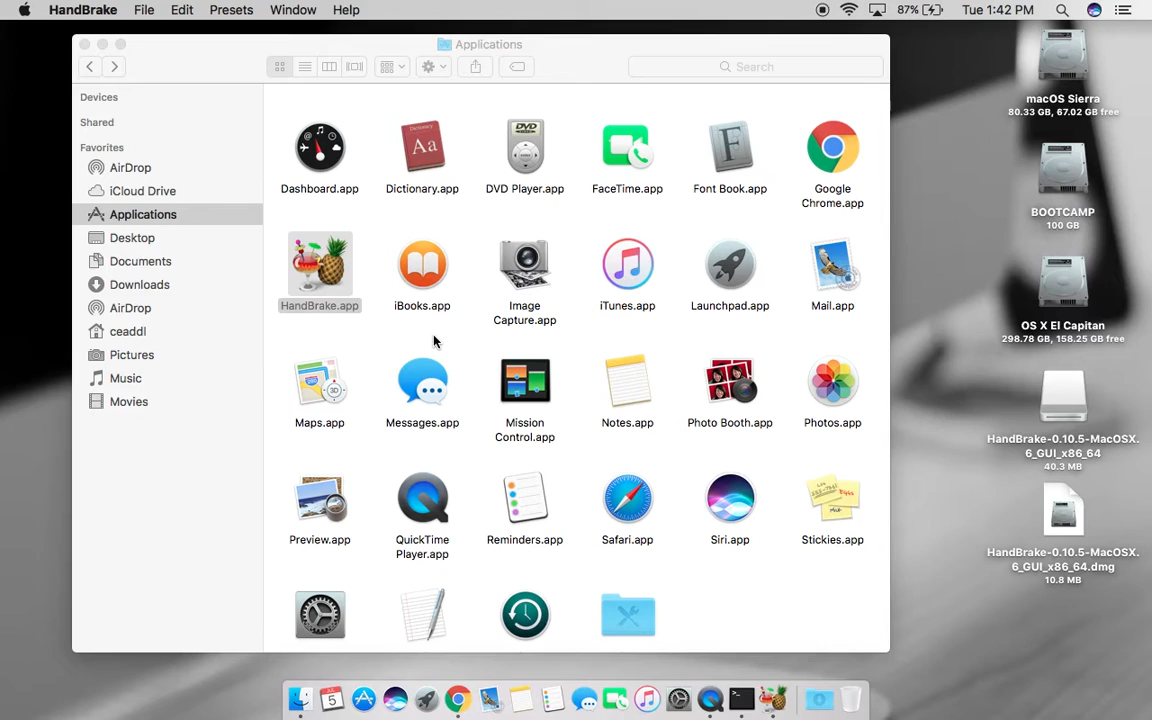 HandBrake File Edit Presets Window Help
87% Tue 1:42 PM
Applications
Search
Devices
Shared
Favorites
AirDrop
iCloud Drive
Applications
Desktop
Documents
Downloads
AirDrop
ceaddl
Pictures
Music
Movies
Dashboard.app
Dictionary.app
DVD Player.app
FaceTime.app
Font Book.app
Google
Chrome.app
HandBrake.app
iBooks.app
Image
Capture.app
iTunes.app
Launchpad.app
Mail.app
Maps.app
Messages.app
Mission
Control.app
Notes.app
Photo Booth.app
Photos.app
Preview.app
QuickTime
Player.app
Reminders.app
Safari.app
Siri.app
Stickies.app
macOS Sierra
80.33 GB, 67.02 GB free
BOOTCAMP
100 GB
OS X El Capitan
298.78 GB, 158.25 GB free
HandBrake-0.10.5-MacOSX.
6_GUI_x86_64
40.3 MB
HandBrake-0.10.5-MacOSX.
6_GUI_x86_64.dmg
10.8 MB